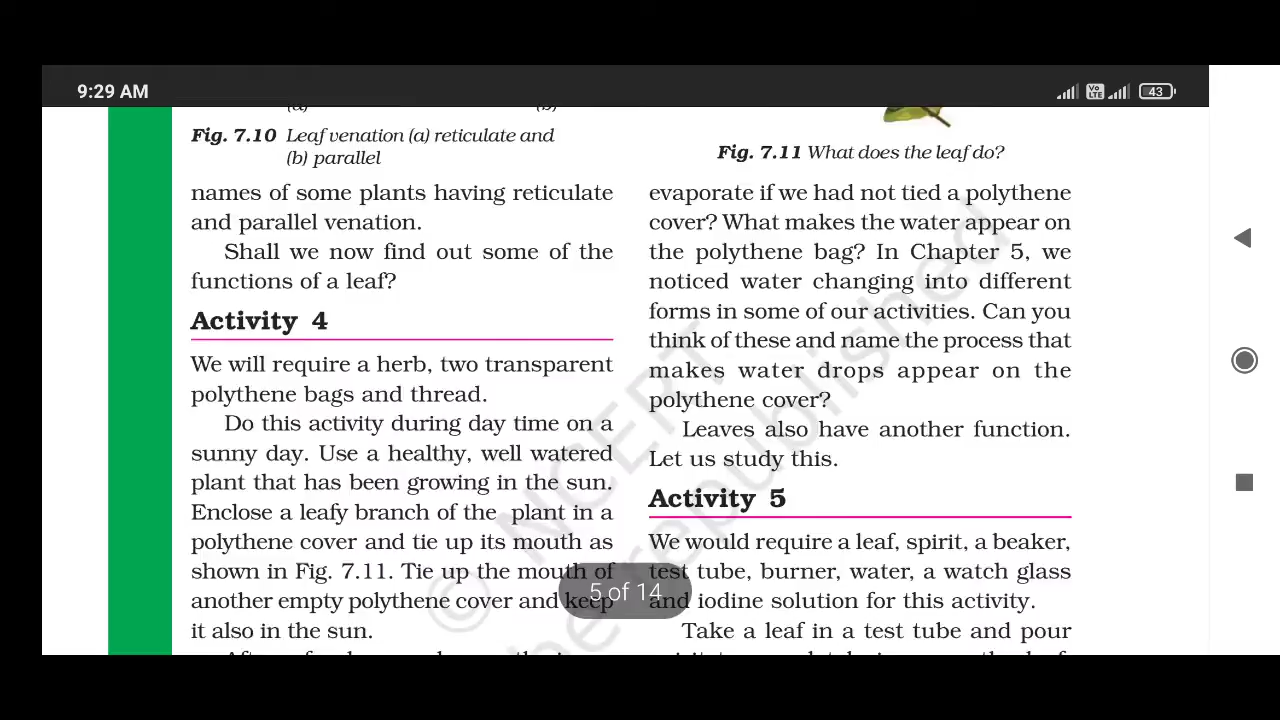 9:29 AM
Vo LTE
43
(a) (b)
Fig. 7.10 Leaf venation (a) reticulate and
(b) parallel
names of some plants having reticulate
and parallel venation.
Shall we now find out some of the
functions of a leaf?
Activity 4
We will require a herb, two transparent
polythene bags and thread.
Do this activity during day time on a
sunny day. Use a healthy, well watered
plant that has been growing in the sun.
Enclose a leafy branch of the plant in a
polythene cover and tie up its mouth as
shown in Fig. 7.11. Tie up the mouth of
another empty polythene cover and keep
it also in the sun.
Fig. 7.11 What does the leaf do?
evaporate if we had not tied a polythene
cover? What makes the water appear on
the polythene bag? In Chapter 5, we
noticed water changing into different
forms in some of our activities. Can you
think of these and name the process that
makes water drops appear on the
polythene cover?
Leaves also have another function.
Let us study this.
Activity 5
We would require a leaf, spirit, a beaker,
test tube, burner, water, a watch glass
and iodine solution for this activity.
Take a leaf in a test tube and pour
5 of 14
© NCERT
be republished